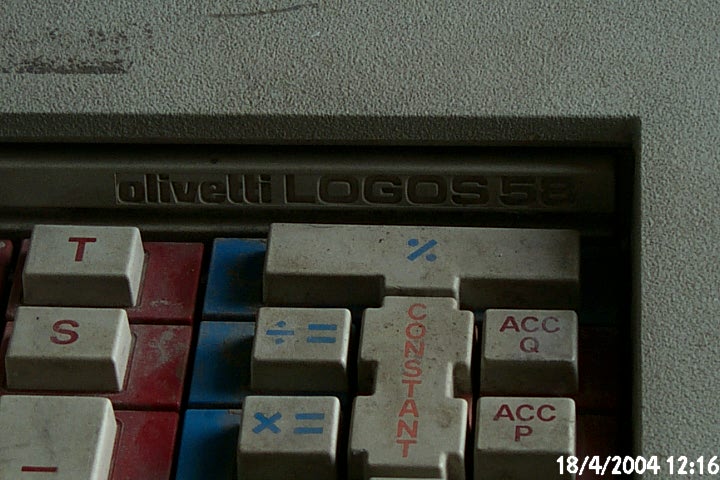 olivetti LOGOS 58
T
%
S
÷ =
CONSTANT
ACC
Q
× =
ACC
P
−
18/4/2004 12:16